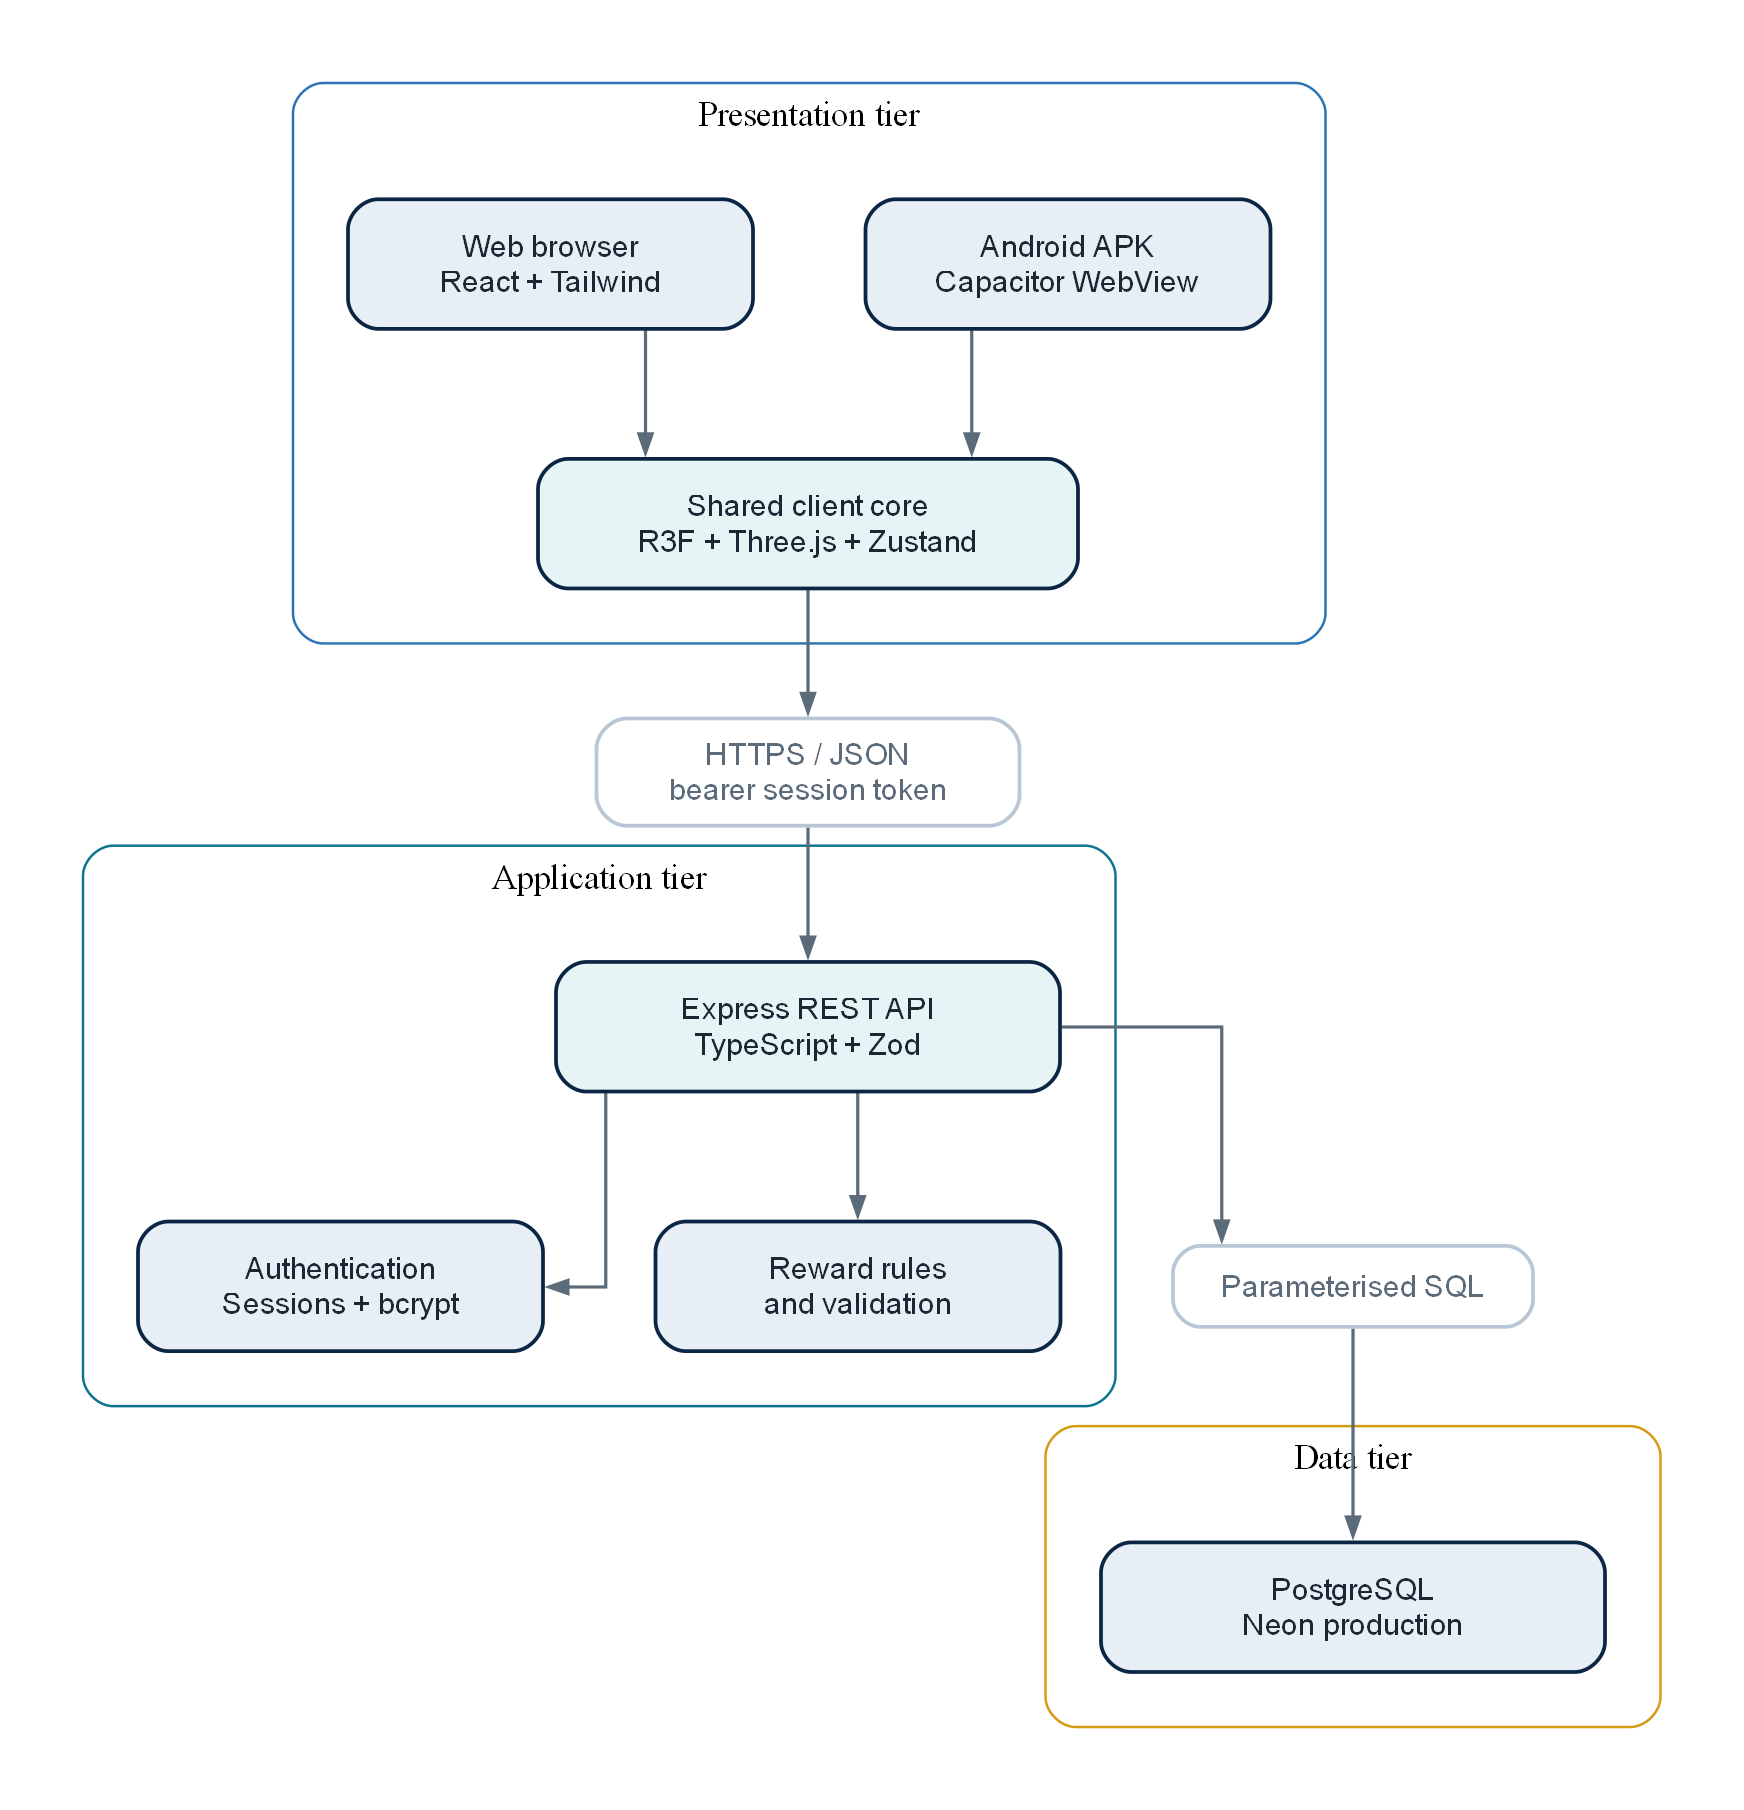 Presentation tier
Web browser
React + Tailwind
Android APK
Capacitor WebView
Shared client core
R3F + Three.js + Zustand
HTTPS / JSON
bearer session token
Application tier
Express REST API
TypeScript + Zod
Authentication
Sessions + bcrypt
Reward rules
and validation
Parameterised SQL
Data tier
PostgreSQL
Neon production